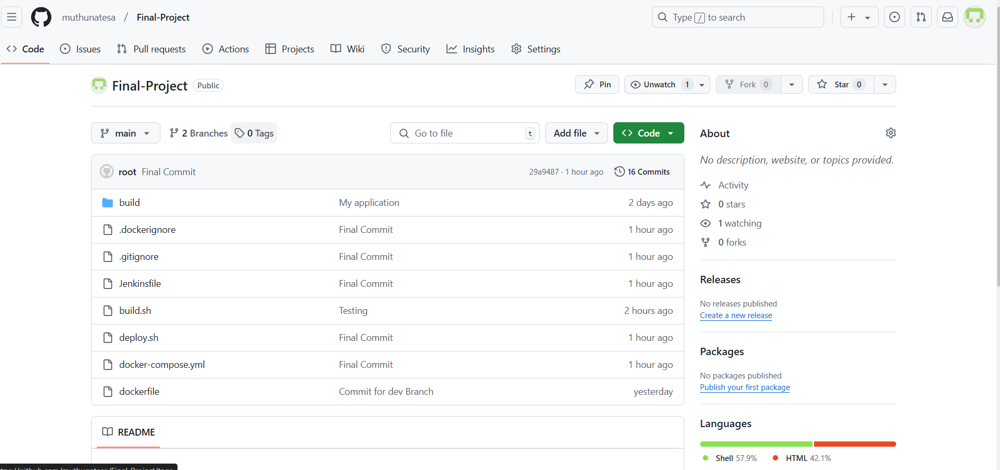 muthunatesa / Final-Project
Type / to search
Code Issues Pull requests Actions Projects Wiki Security Insights Settings
Final-Project Public
Pin Unwatch 1 Fork 0 Star 0
main 2 Branches 0 Tags Go to file t Add file Code
root Final Commit 29a9487 · 1 hour ago 16 Commits
build My application 2 days ago
.dockerignore Final Commit 1 hour ago
.gitignore Final Commit 1 hour ago
Jenkinsfile Final Commit 1 hour ago
build.sh Testing 2 hours ago
deploy.sh Final Commit 1 hour ago
docker-compose.yml Final Commit 1 hour ago
dockerfile Commit for dev Branch yesterday
README
About
No description, website, or topics provided.
Activity
0 stars
1 watching
0 forks
Releases
No releases published
Create a new release
Packages
No packages published
Publish your first package
Languages
Shell 57.9% HTML 42.1%